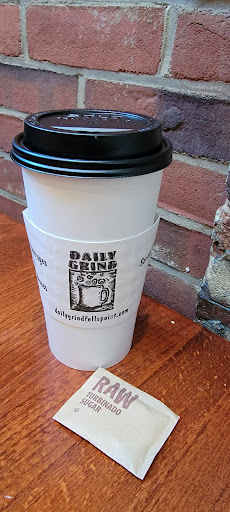 DAILY
GRIND
dailygrindfellspoint.com
RAW
TURBINADO
SUGAR